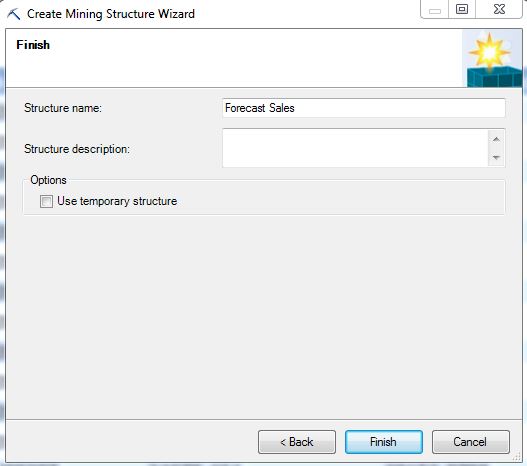 Create Mining Structure Wizard
Finish
Structure name: Forecast Sales
Structure description:
Options
Use temporary structure
< Back Finish Cancel